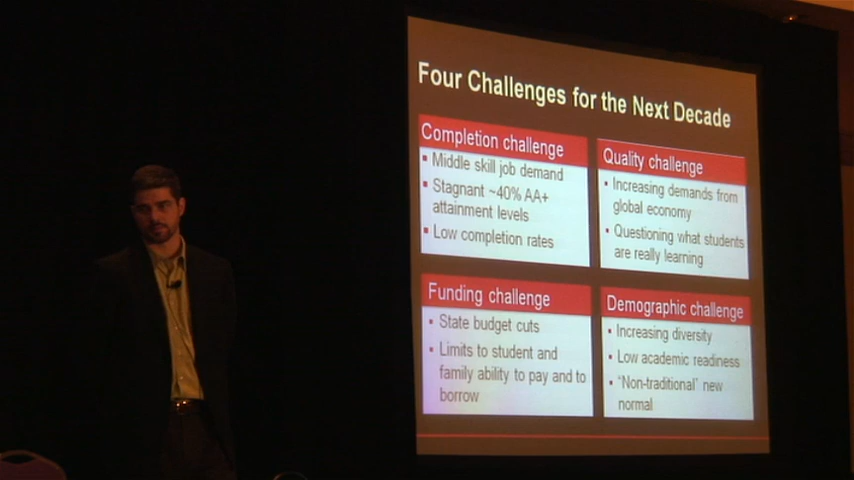 Four Challenges for the Next Decade
Completion challenge
▪ Middle skill job demand
▪ Stagnant ~40% AA+
attainment levels
▪ Low completion rates
Quality challenge
▪ Increasing demands from
global economy
▪ Questioning what students
are really learning
Funding challenge
▪ State budget cuts
▪ Limits to student and
family ability to pay and to
borrow
Demographic challenge
▪ Increasing diversity
▪ Low academic readiness
▪ "Non-traditional" new
normal